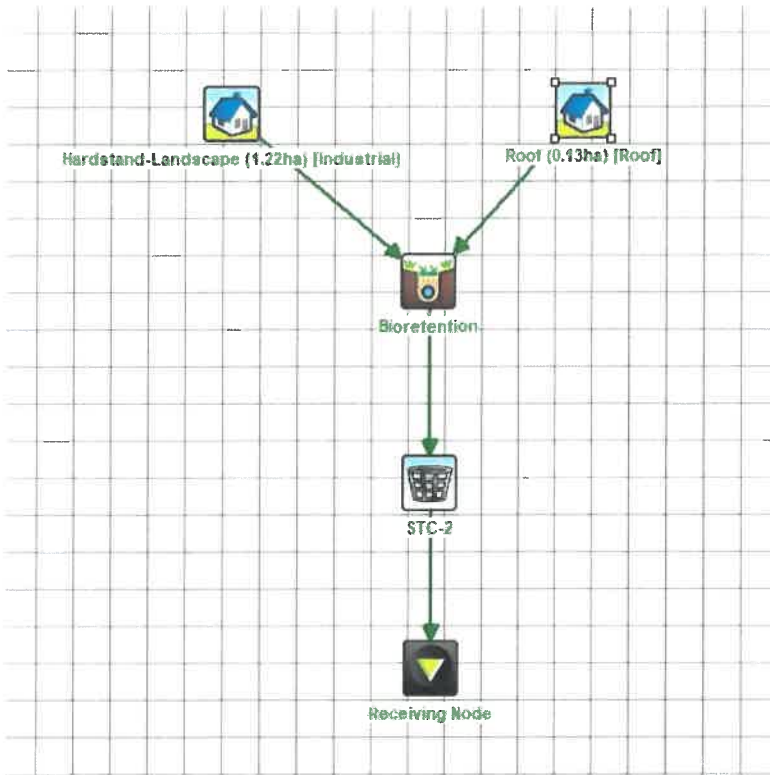 Hardstand-Landscape (1.22ha) [Industrial]
Roof (0.13ha) [Roof]
Bioretention
STC-2
Receiving Node